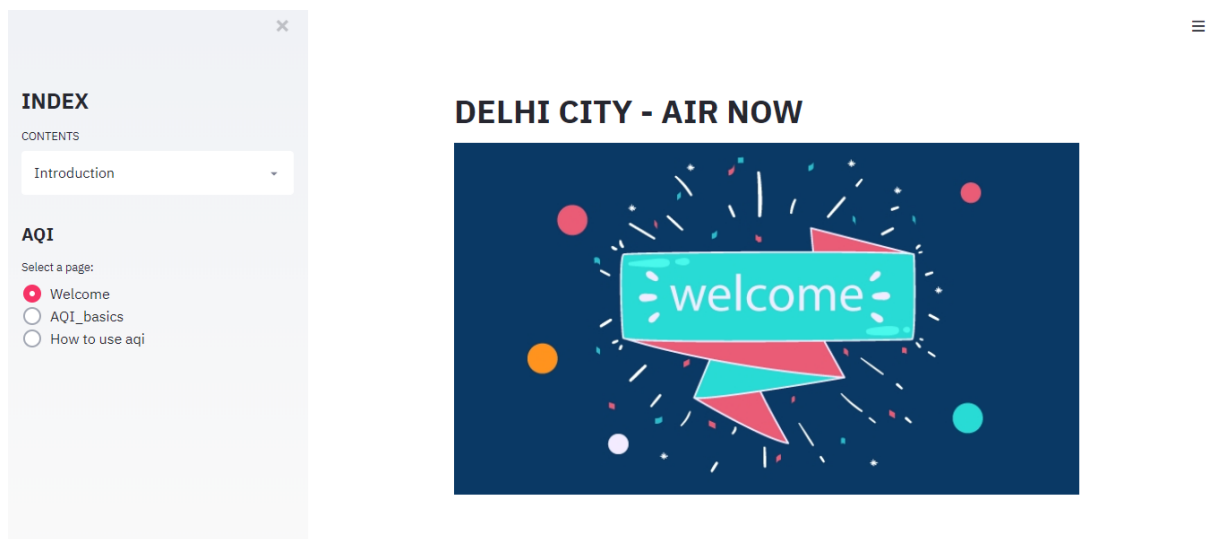 INDEX
CONTENTS
Introduction
AQI
Select a page:
Welcome
AQI_basics
How to use aqi
DELHI CITY - AIR NOW
welcome